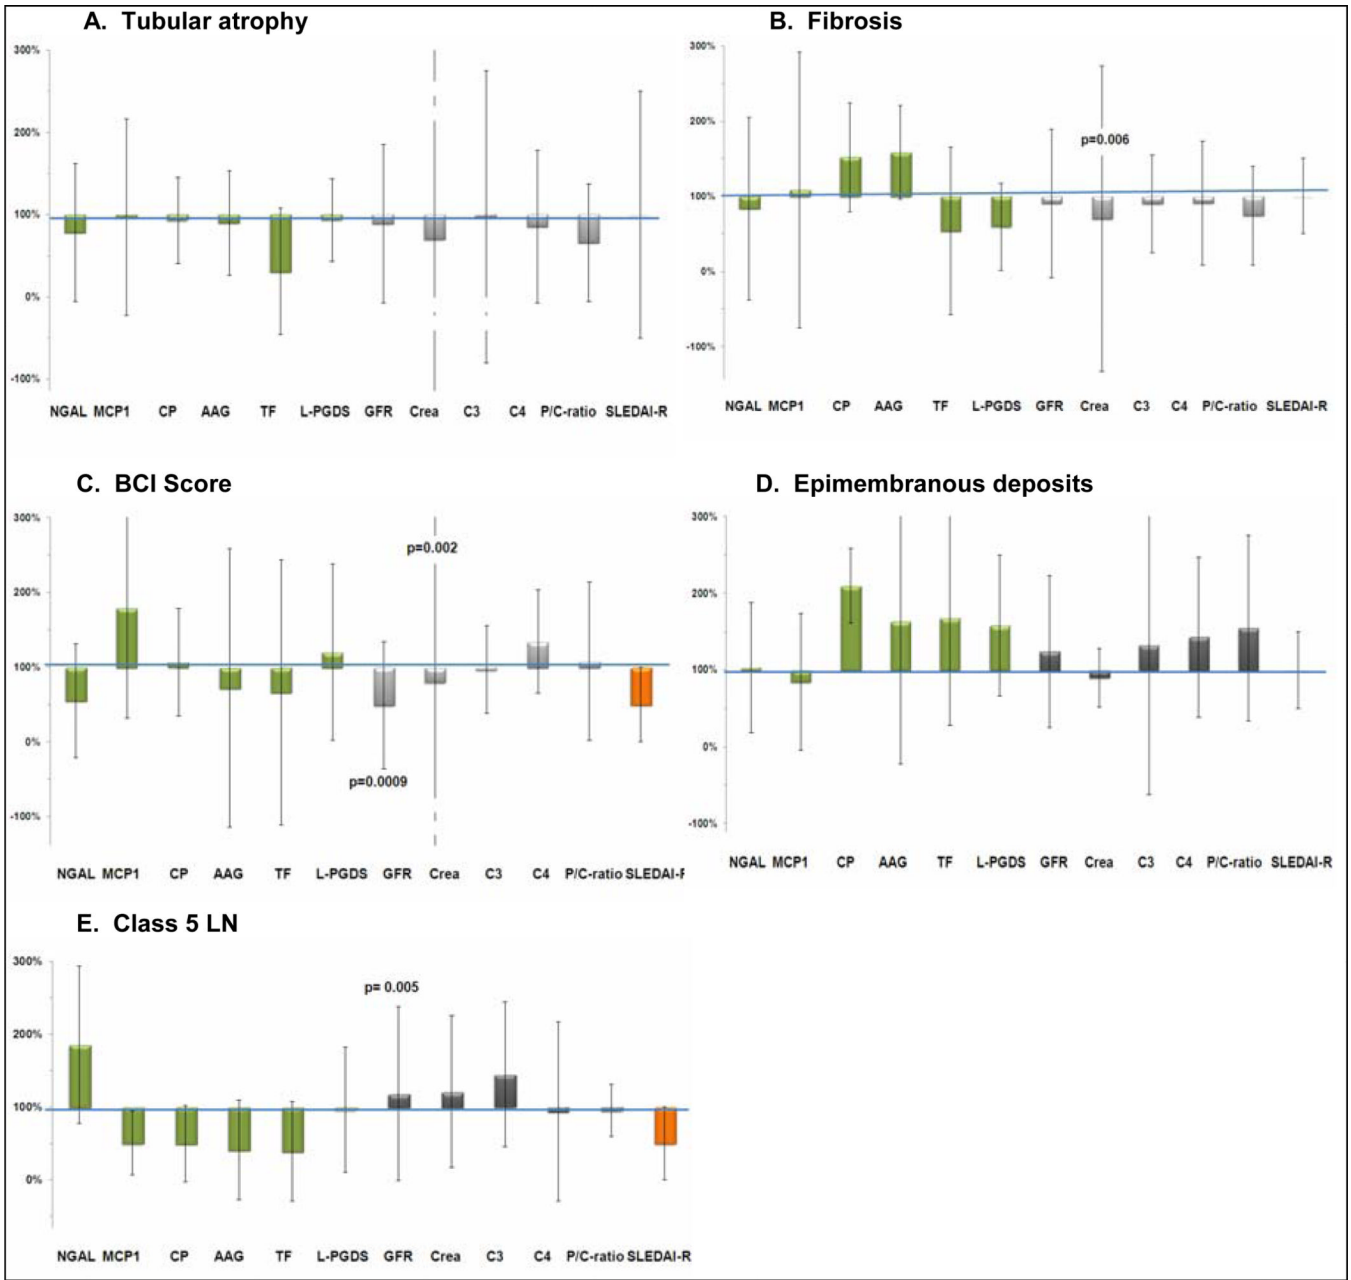 A. Tubular atrophy
300%
200%
100%
0%
-100%
NGAL MCP1 CP AAG TF L-PGDS GFR Crea C3 C4 P/C-ratio SLEDAI-R
B. Fibrosis
300%
200%
100%
0%
-100%
p=0.006
NGAL MCP1 CP AAG TF L-PGDS GFR Crea C3 C4 P/C-ratio SLEDAI-R
C. BCI Score
300%
200%
100%
0%
-100%
p=0.002
p=0.0009
NGAL MCP1 CP AAG TF L-PGDS GFR Crea C3 C4 P/C-ratio SLEDAI-F
D. Epimembranous deposits
300%
200%
100%
0%
-100%
NGAL MCP1 CP AAG TF L-PGDS GFR Crea C3 C4 P/C-ratio SLEDAI-R
E. Class 5 LN
300%
200%
100%
0%
p= 0.005
NGAL MCP1 CP AAG TF L-PGDS GFR Crea C3 C4 P/C-ratio SLEDAI-R